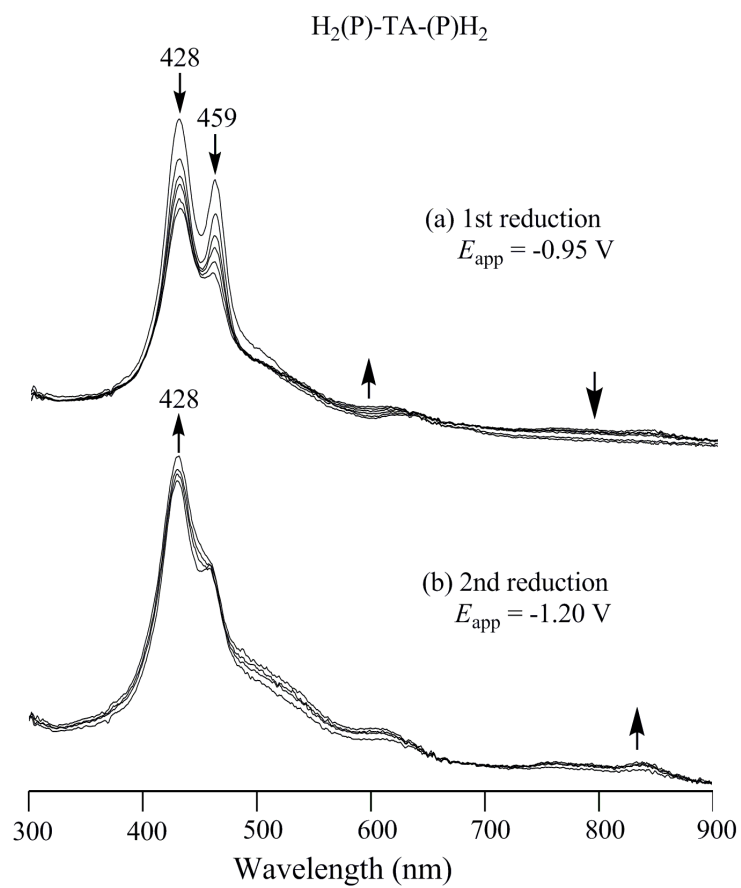 H₂(P)-TA-(P)H₂
428
459
(a) 1st reduction
Eapp = -0.95 V
428
(b) 2nd reduction
Eapp = -1.20 V
300 400 500 600 700 800 900
Wavelength (nm)